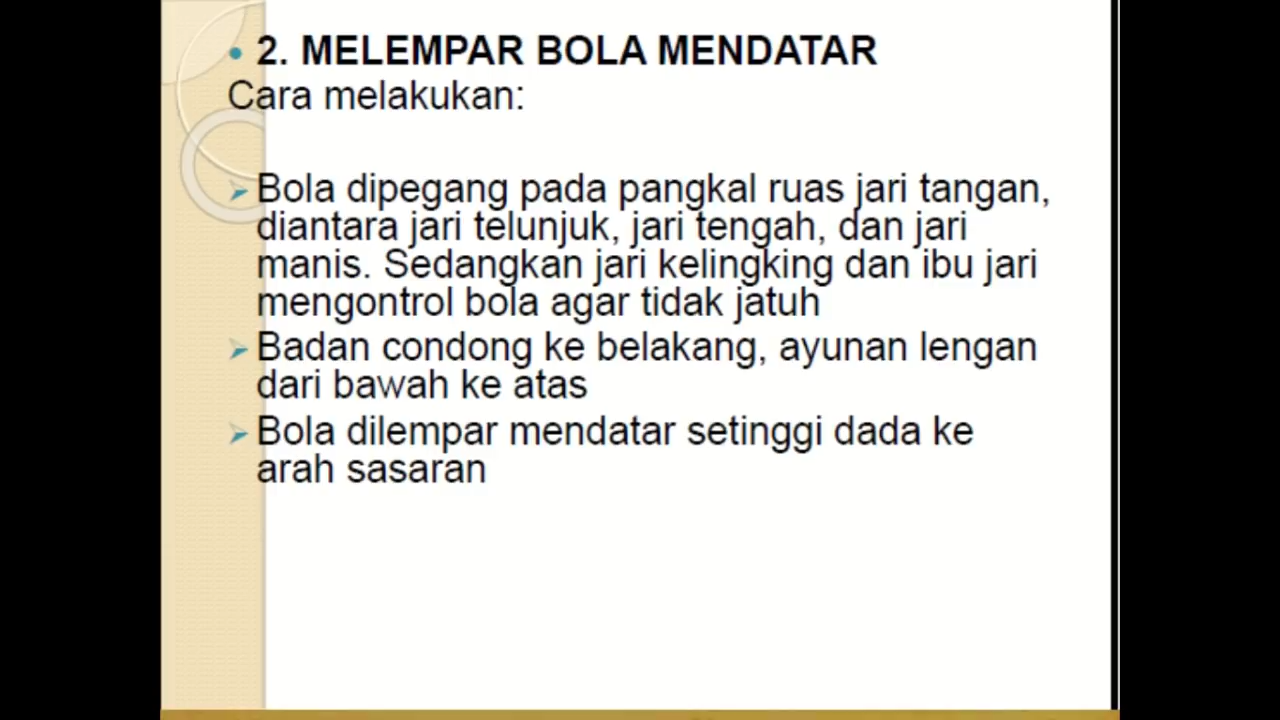 2. MELEMPAR BOLA MENDATAR
Cara melakukan:
Bola dipegang pada pangkal ruas jari tangan,
diantara jari telunjuk, jari tengah, dan jari
manis. Sedangkan jari kelingking dan ibu jari
mengontrol bola agar tidak jatuh
Badan condong ke belakang, ayunan lengan
dari bawah ke atas
Bola dilempar mendatar setinggi dada ke
arah sasaran